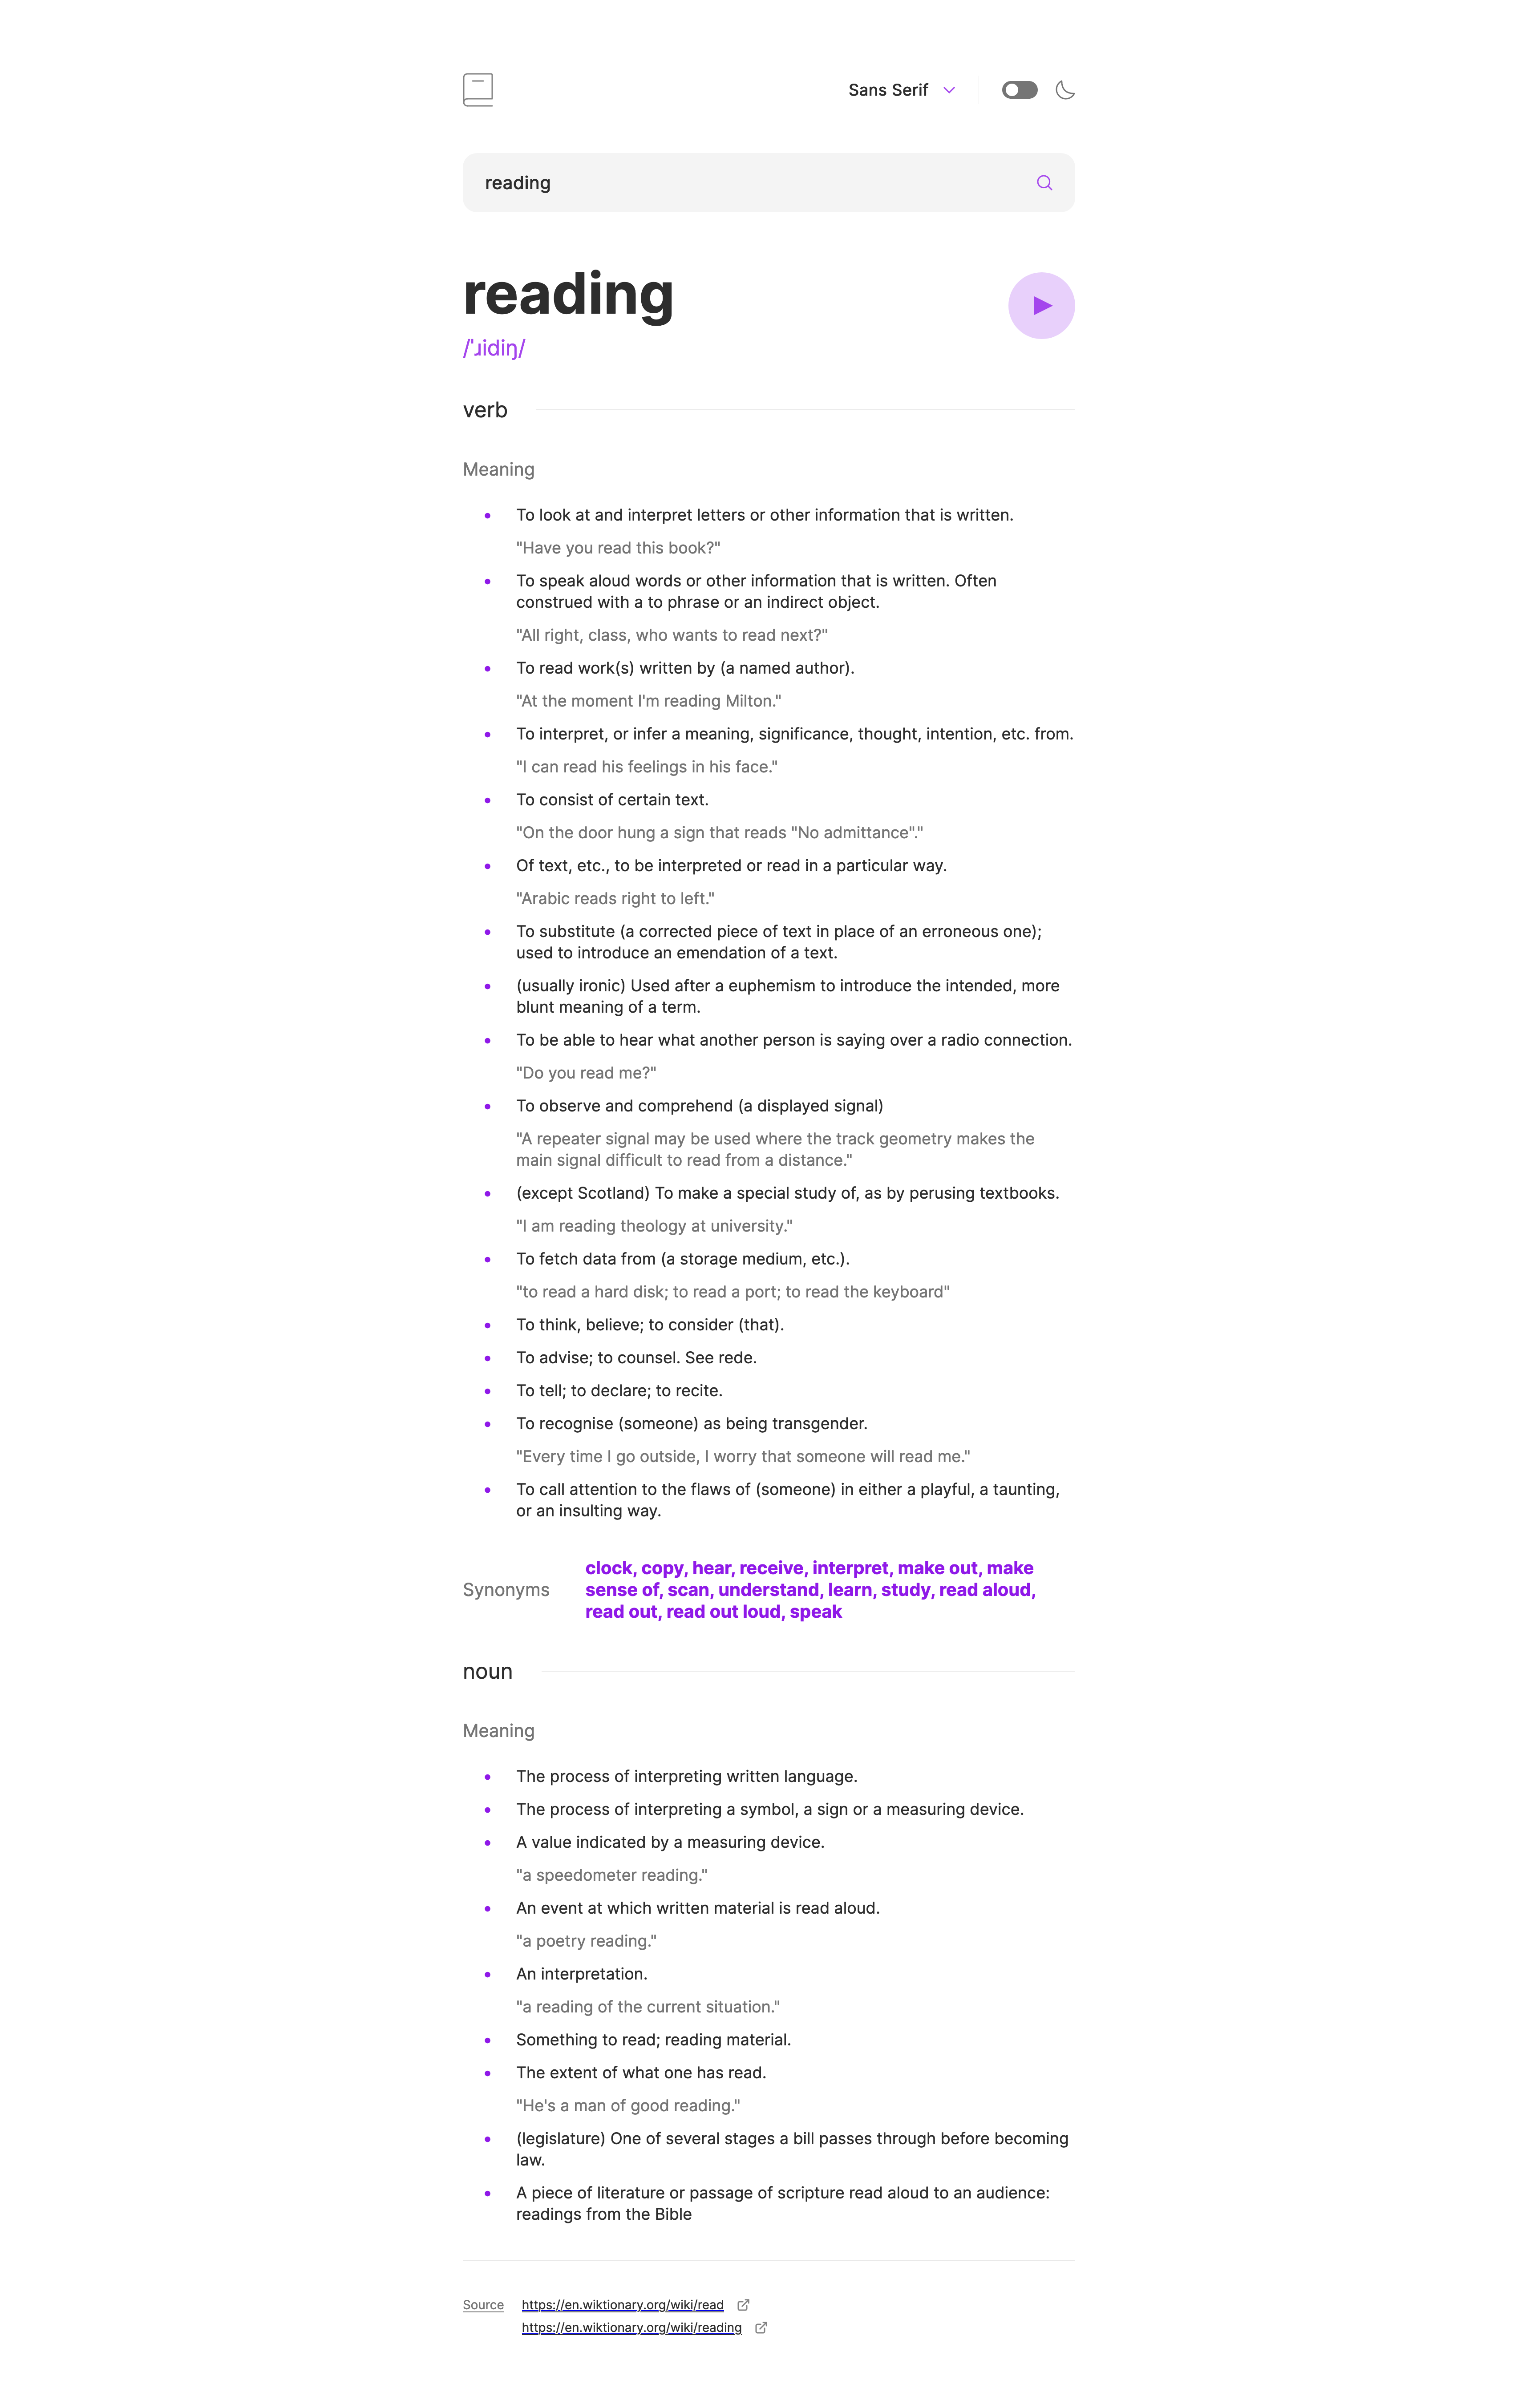 Sans Serif
reading
reading
/ˈɹidiŋ/
verb
Meaning
To look at and interpret letters or other information that is written.
"Have you read this book?"
To speak aloud words or other information that is written. Often
construed with a to phrase or an indirect object.
"All right, class, who wants to read next?"
To read work(s) written by (a named author).
"At the moment I'm reading Milton."
To interpret, or infer a meaning, significance, thought, intention, etc. from.
"I can read his feelings in his face."
To consist of certain text.
"On the door hung a sign that reads "No admittance"."
Of text, etc., to be interpreted or read in a particular way.
"Arabic reads right to left."
To substitute (a corrected piece of text in place of an erroneous one);
used to introduce an emendation of a text.
(usually ironic) Used after a euphemism to introduce the intended, more
blunt meaning of a term.
To be able to hear what another person is saying over a radio connection.
"Do you read me?"
To observe and comprehend (a displayed signal)
"A repeater signal may be used where the track geometry makes the
main signal difficult to read from a distance."
(except Scotland) To make a special study of, as by perusing textbooks.
"I am reading theology at university."
To fetch data from (a storage medium, etc.).
"to read a hard disk; to read a port; to read the keyboard"
To think, believe; to consider (that).
To advise; to counsel. See rede.
To tell; to declare; to recite.
To recognise (someone) as being transgender.
"Every time I go outside, I worry that someone will read me."
To call attention to the flaws of (someone) in either a playful, a taunting,
or an insulting way.
Synonyms
clock, copy, hear, receive, interpret, make out, make
sense of, scan, understand, learn, study, read aloud,
read out, read out loud, speak
noun
Meaning
The process of interpreting written language.
The process of interpreting a symbol, a sign or a measuring device.
A value indicated by a measuring device.
"a speedometer reading."
An event at which written material is read aloud.
"a poetry reading."
An interpretation.
"a reading of the current situation."
Something to read; reading material.
The extent of what one has read.
"He's a man of good reading."
(legislature) One of several stages a bill passes through before becoming
law.
A piece of literature or passage of scripture read aloud to an audience:
readings from the Bible
Source https://en.wiktionary.org/wiki/read
https://en.wiktionary.org/wiki/reading